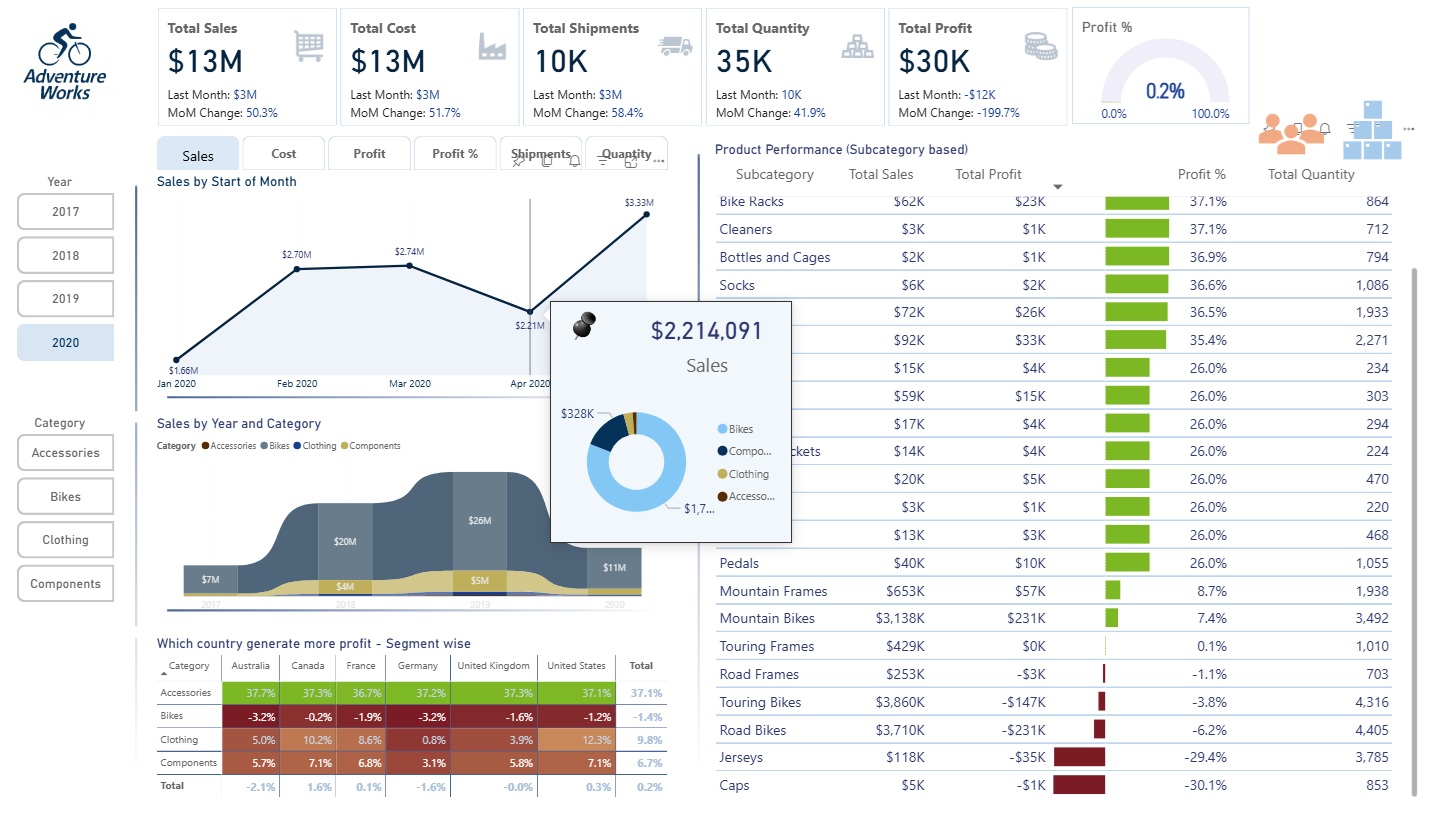 Adventure
Works
Total Sales
$13M
Last Month: $3M
MoM Change: 50.3%
Total Cost
$13M
Last Month: $3M
MoM Change: 51.7%
Total Shipments
10K
Last Month: $3M
MoM Change: 58.4%
Total Quantity
35K
Last Month: 10K
MoM Change: 41.9%
Total Profit
$30K
Last Month: -$12K
MoM Change: -199.7%
Profit %
0.2%
0.0% 100.0%
Year
2017
2018
2019
2020
Category
Accessories
Bikes
Clothing
Components
Sales Cost Profit Profit % Shipments Quantity
Sales by Start of Month
$3.33M
$2.70M
$2.74M
$2.21M
$1.66M
Jan 2020 Feb 2020 Mar 2020 Apr 2020
$2,214,091
Sales
$328K
$1,7...
Bikes
Compo...
Clothing
Accesso...
Sales by Year and Category
Category Accessories Bikes Clothing Components
$7M
$20M
$26M
$11M
$4M
$5M
2017 2018 2019 2020
Which country generate more profit - Segment wise
Category Australia Canada France Germany United Kingdom United States Total
Accessories 37.7% 37.3% 36.7% 37.2% 37.3% 37.1% 37.1%
Bikes -3.2% -0.2% -1.9% -3.2% -1.6% -1.2% -1.4%
Clothing 5.0% 10.2% 8.6% 0.8% 3.9% 12.3% 9.8%
Components 5.7% 7.1% 6.8% 3.1% 5.8% 7.1% 6.7%
Total -2.1% 1.6% 0.1% -1.6% -0.0% 0.3% 0.2%
Product Performance (Subcategory based)
Subcategory Total Sales Total Profit Profit % Total Quantity
Bike Racks $62K $23K 37.1% 864
Cleaners $3K $1K 37.1% 712
Bottles and Cages $2K $1K 36.9% 794
Socks $6K $2K 36.6% 1,086
$72K $26K 36.5% 1,933
$92K $33K 35.4% 2,271
$15K $4K 26.0% 234
$59K $15K 26.0% 303
$17K $4K 26.0% 294
ckets $14K $4K 26.0% 224
$20K $5K 26.0% 470
$3K $1K 26.0% 220
$13K $3K 26.0% 468
Pedals $40K $10K 26.0% 1,055
Mountain Frames $653K $57K 8.7% 1,938
Mountain Bikes $3,138K $231K 7.4% 3,492
Touring Frames $429K $0K 0.1% 1,010
Road Frames $253K -$3K -1.1% 703
Touring Bikes $3,860K -$147K -3.8% 4,316
Road Bikes $3,710K -$231K -6.2% 4,405
Jerseys $118K -$35K -29.4% 3,785
Caps $5K -$1K -30.1% 853